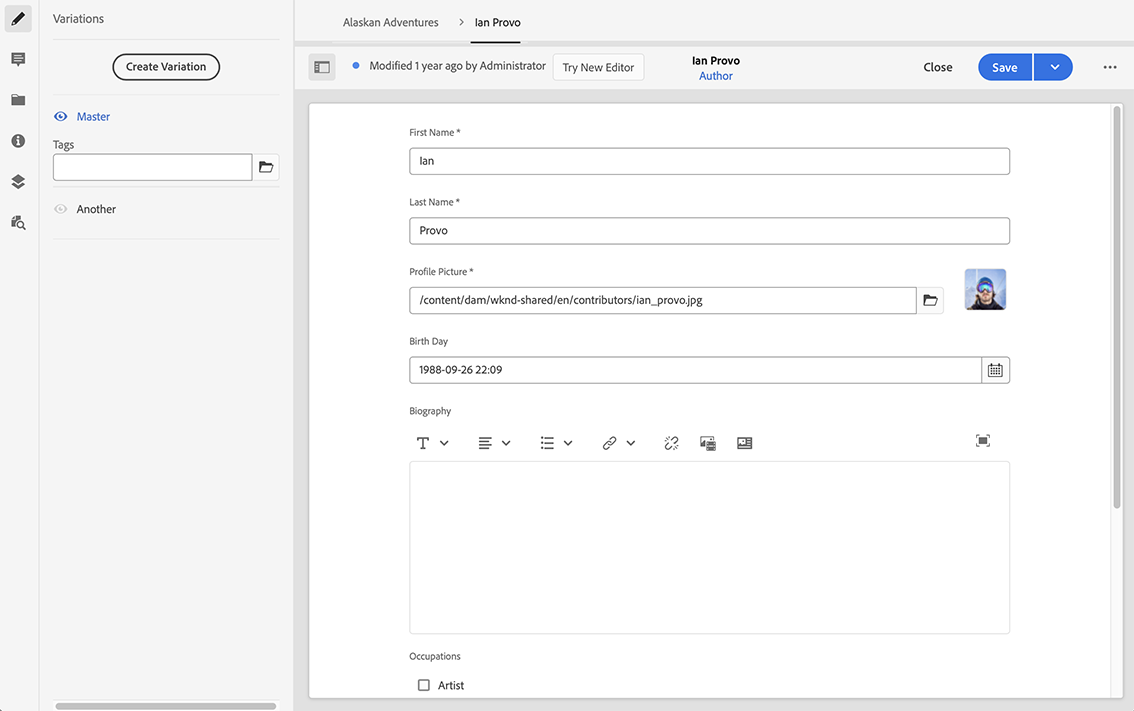 Variations
Create Variation
Master
Tags
Another
Alaskan Adventures > Ian Provo
Modified 1 year ago by Administrator
Try New Editor
Ian Provo
Author
Close
Save
First Name *
Ian
Last Name *
Provo
Profile Picture *
/content/dam/wknd-shared/en/contributors/ian_provo.jpg
Birth Day
1988-09-26 22:09
Biography
Occupations
Artist